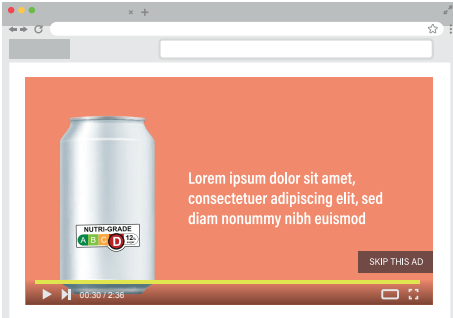 Lorem ipsum dolor sit amet,
consectetuer adipiscing elit, sed
diam nonummy nibh euismod
NUTRI-GRADE
A B C D 12%
SKIP THIS AD
00:30 / 2:36